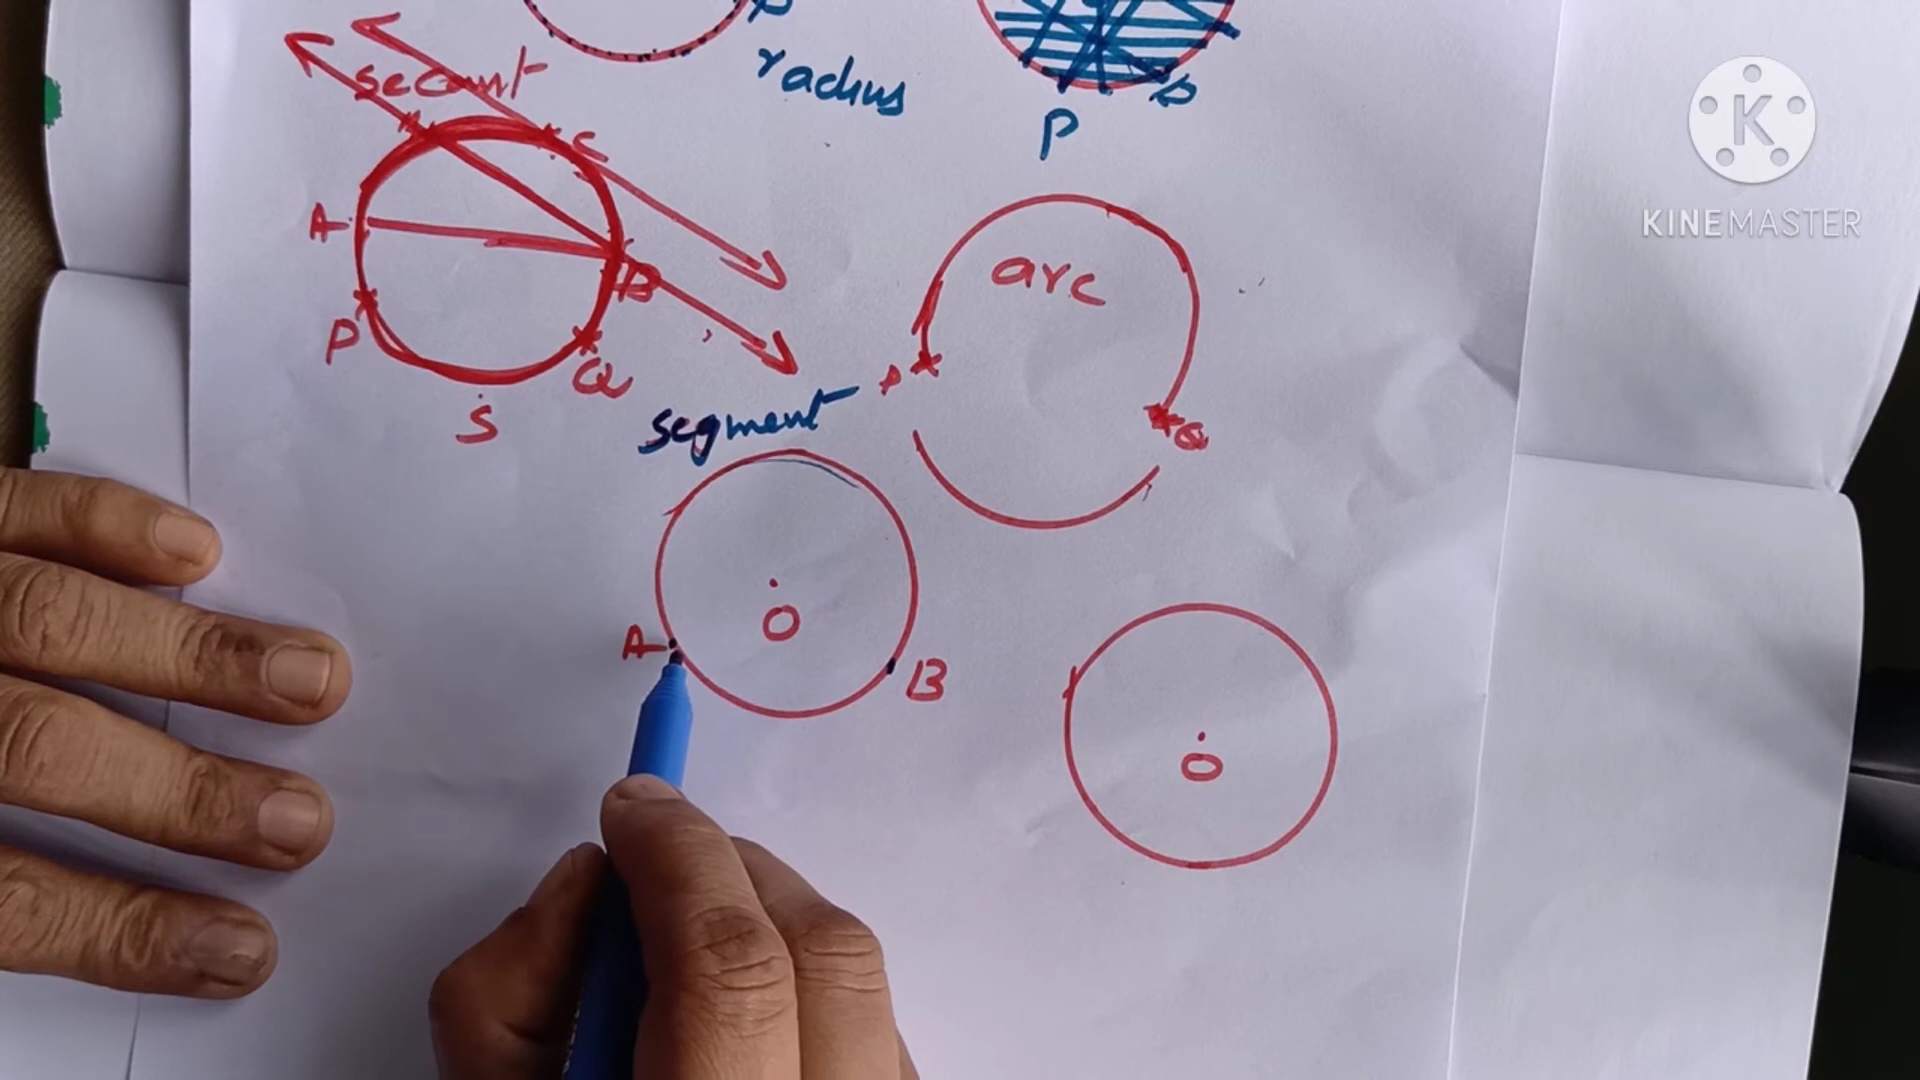 radius
secant
P
C
A
B
P
Q
S
arc
P
Q
segment
O
A
B
O
K
KINEMASTER